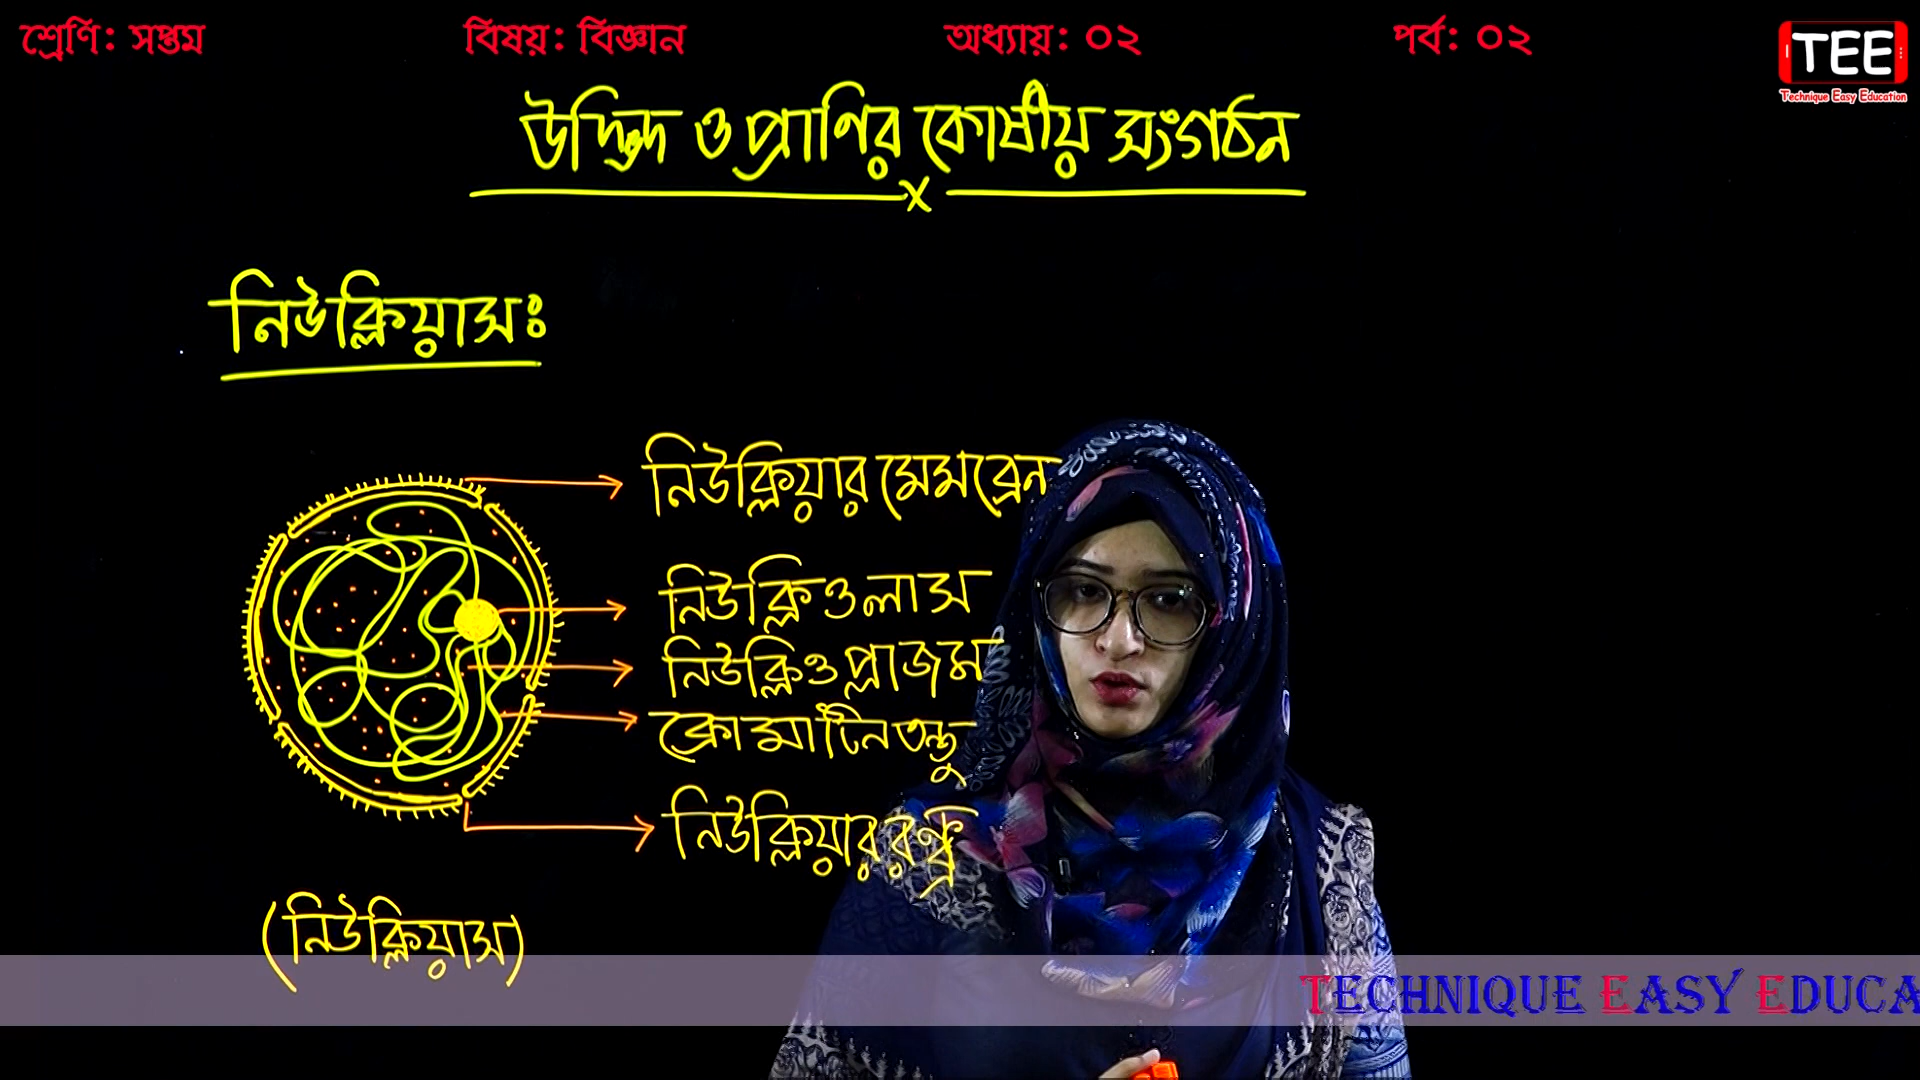 শ্রেণি: সপ্তম বিষয়: বিজ্ঞান অধ্যায়: ০২ পর্ব: ০২
TEE
Technique Easy Education
উদ্ভিদ ও প্রাণির কোষীয় সংগঠন
x
নিউক্লিয়াসঃ
নিউক্লিয়ার মেমব্রেন
নিউক্লিওলাস
নিউক্লিওপ্লাজম
ক্রোমাটিন তন্তু
নিউক্লিয়ার রন্ধ্র
(নিউক্লিয়াস)
TECHNIQUE EASY EDUCA